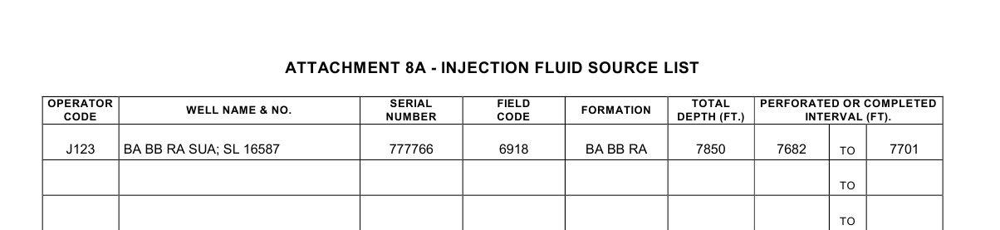 ATTACHMENT 8A - INJECTION FLUID SOURCE LIST
OPERATOR CODE WELL NAME & NO. SERIAL NUMBER FIELD CODE FORMATION TOTAL DEPTH (FT.) PERFORATED OR COMPLETED INTERVAL (FT).
J123 BA BB RA SUA; SL 16587 777766 6918 BA BB RA 7850 7682 TO 7701
TO
TO